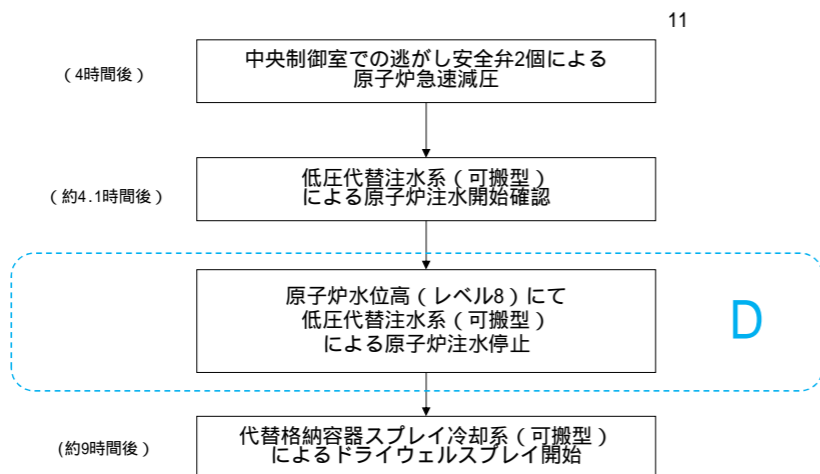 11
(4時間後)
中央制御室での逃がし安全弁2個による
原子炉急速減圧
(約4.1時間後)
低圧代替注水系(可搬型)
による原子炉注水開始確認
原子炉水位高(レベル8)にて
低圧代替注水系(可搬型)
による原子炉注水停止
D
(約9時間後)
代替格納容器スプレイ冷却系(可搬型)
によるドライウェルスプレイ開始